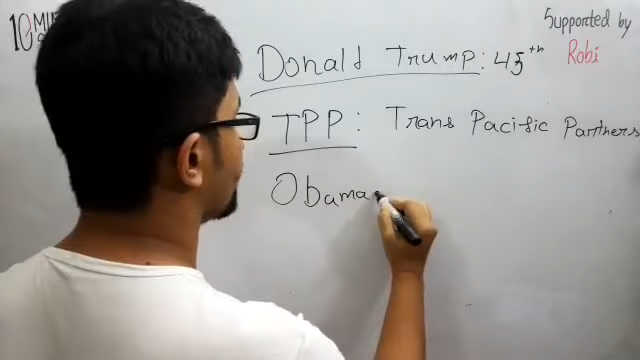 10 MIN
Supported by
Robi
Donald Trump: 45th
TPP: Trans Pacific Partners
Obama